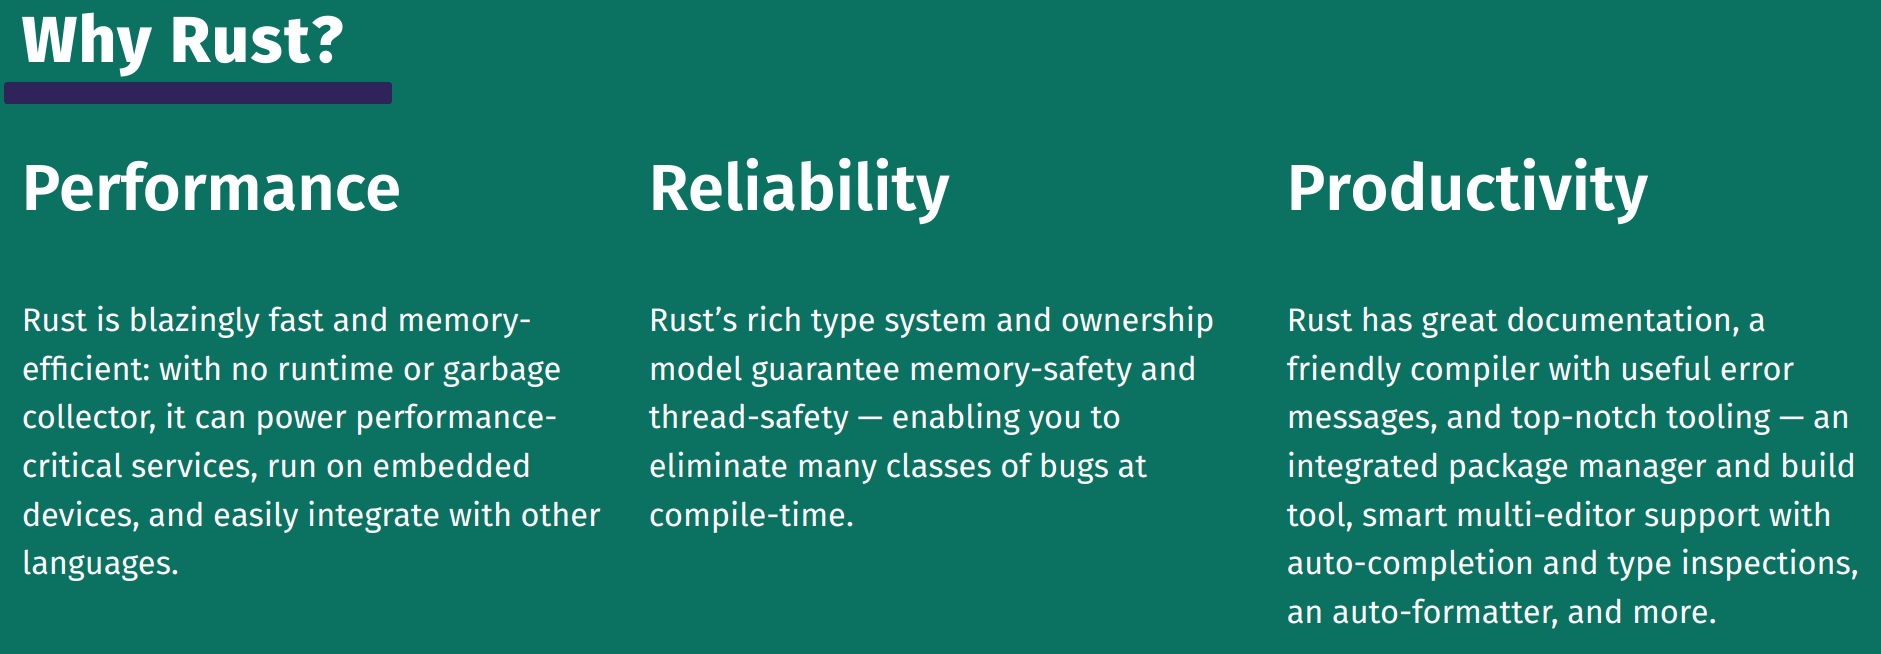 Why Rust?
Performance
Rust is blazingly fast and memory-
efficient: with no runtime or garbage
collector, it can power performance-
critical services, run on embedded
devices, and easily integrate with other
languages.
Reliability
Rust’s rich type system and ownership
model guarantee memory-safety and
thread-safety — enabling you to
eliminate many classes of bugs at
compile-time.
Productivity
Rust has great documentation, a
friendly compiler with useful error
messages, and top-notch tooling — an
integrated package manager and build
tool, smart multi-editor support with
auto-completion and type inspections,
an auto-formatter, and more.